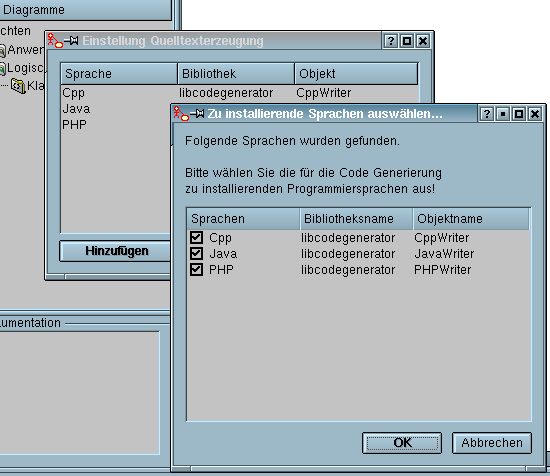 Diagramme
chten
Anwer
Logisc
Kla
Einstellung Quelltexterzeugung
Sprache Bibliothek Objekt
Cpp libcodegenerator CppWriter
Java
PHP
Hinzufügen
Zu installierende Sprachen auswählen...
Folgende Sprachen wurden gefunden.
Bitte wählen Sie die für die Code Generierung
zu installierenden Programmiersprachen aus!
Sprachen Bibliotheksname Objektname
Cpp libcodegenerator CppWriter
Java libcodegenerator JavaWriter
PHP libcodegenerator PHPWriter
OK Abbrechen
umentation